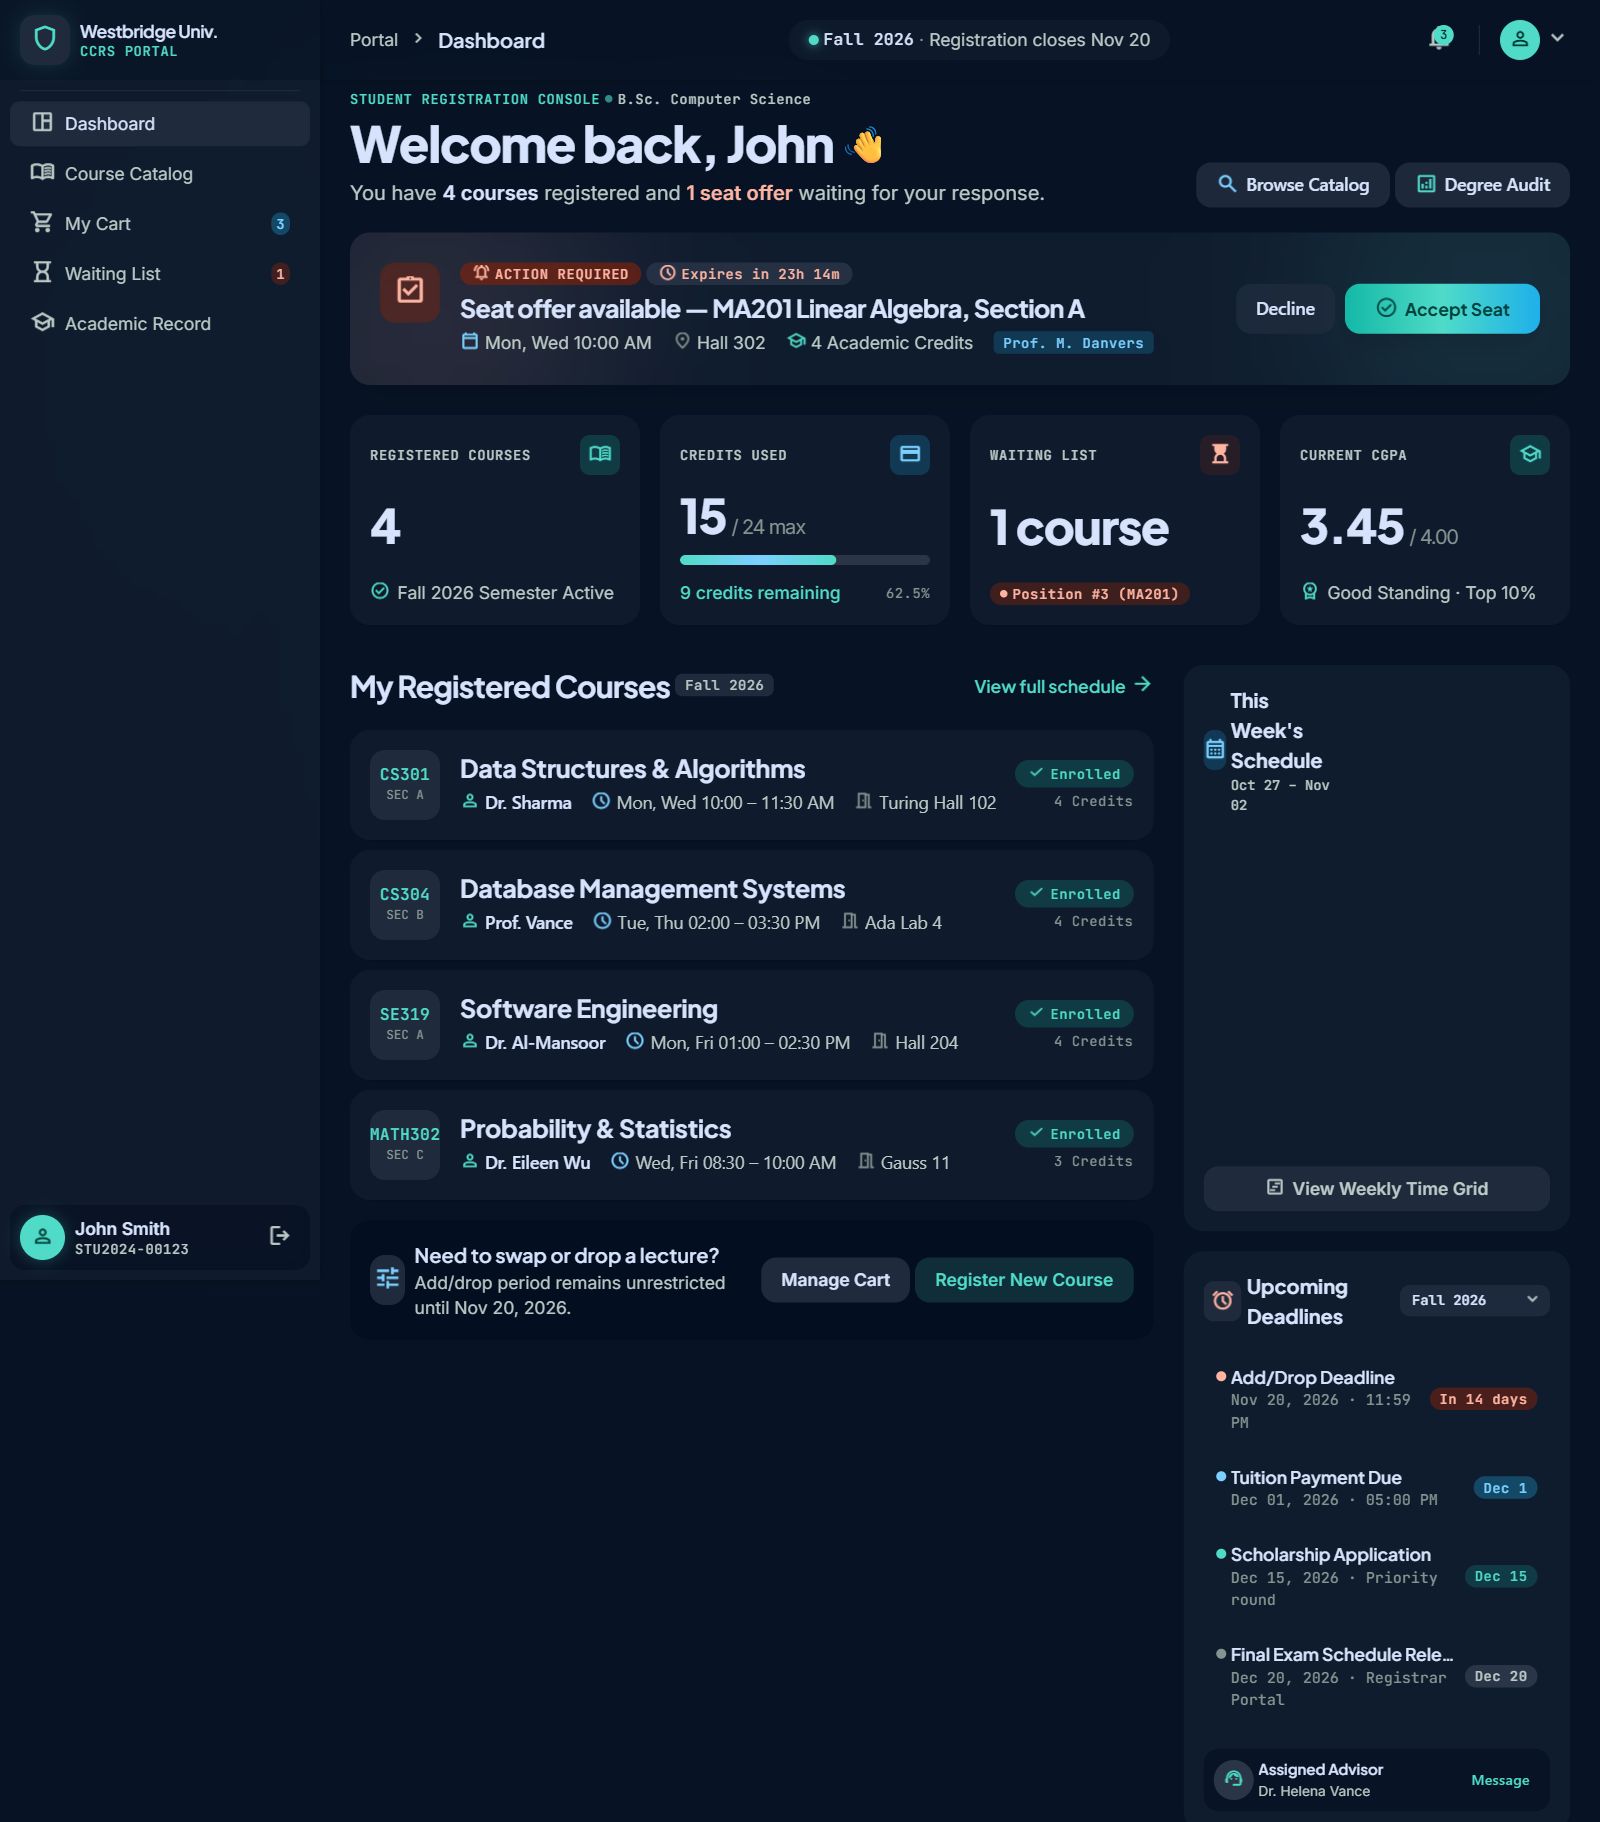 Westbridge Univ.
CCRS PORTAL
Portal > Dashboard
Fall 2026 · Registration closes Nov 20
3
Dashboard
Course Catalog
My Cart 3
Waiting List 1
Academic Record
John Smith
STU2024-00123
STUDENT REGISTRATION CONSOLE B.Sc. Computer Science
Welcome back, John 👋
You have 4 courses registered and 1 seat offer waiting for your response.
Browse Catalog
Degree Audit
ACTION REQUIRED Expires in 23h 14m
Seat offer available — MA201 Linear Algebra, Section A
Mon, Wed 10:00 AM Hall 302 4 Academic Credits Prof. M. Danvers
Decline
Accept Seat
REGISTERED COURSES
4
Fall 2026 Semester Active
CREDITS USED
15 / 24 max
9 credits remaining 62.5%
WAITING LIST
1 course
Position #3 (MA201)
CURRENT CGPA
3.45 / 4.00
Good Standing · Top 10%
My Registered Courses Fall 2026
View full schedule →
CS301
SEC A
Data Structures & Algorithms
Dr. Sharma Mon, Wed 10:00 – 11:30 AM Turing Hall 102
Enrolled
4 Credits
CS304
SEC B
Database Management Systems
Prof. Vance Tue, Thu 02:00 – 03:30 PM Ada Lab 4
Enrolled
4 Credits
SE319
SEC A
Software Engineering
Dr. Al-Mansoor Mon, Fri 01:00 – 02:30 PM Hall 204
Enrolled
4 Credits
MATH302
SEC C
Probability & Statistics
Dr. Eileen Wu Wed, Fri 08:30 – 10:00 AM Gauss 11
Enrolled
3 Credits
Need to swap or drop a lecture?
Add/drop period remains unrestricted
until Nov 20, 2026.
Manage Cart
Register New Course
This
Week's
Schedule
Oct 27 – Nov
02
View Weekly Time Grid
Upcoming
Deadlines
Fall 2026
Add/Drop Deadline
Nov 20, 2026 · 11:59
PM
In 14 days
Tuition Payment Due
Dec 01, 2026 · 05:00 PM
Dec 1
Scholarship Application
Dec 15, 2026 · Priority
round
Dec 15
Final Exam Schedule Rele…
Dec 20, 2026 · Registrar
Portal
Dec 20
Assigned Advisor
Dr. Helena Vance
Message